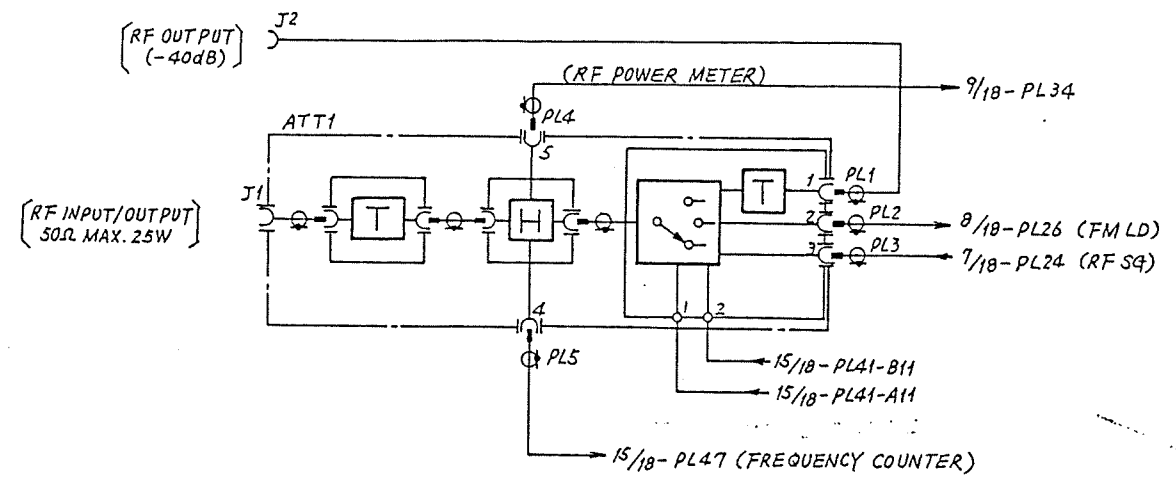 J2
[RF OUTPUT
(-40dB)]
(RF POWER METER)
9/18-PL34
PL4
ATT1
5
J1
T
H
T
1
PL1
[RF INPUT/OUTPUT
50Ω MAX. 25W]
2
PL2
8/18-PL26 (FM LD)
3
PL3
7/18-PL24 (RF SG)
4
1
2
PL5
15/18-PL41-B11
15/18-PL41-A11
15/18-PL47 (FREQUENCY COUNTER)